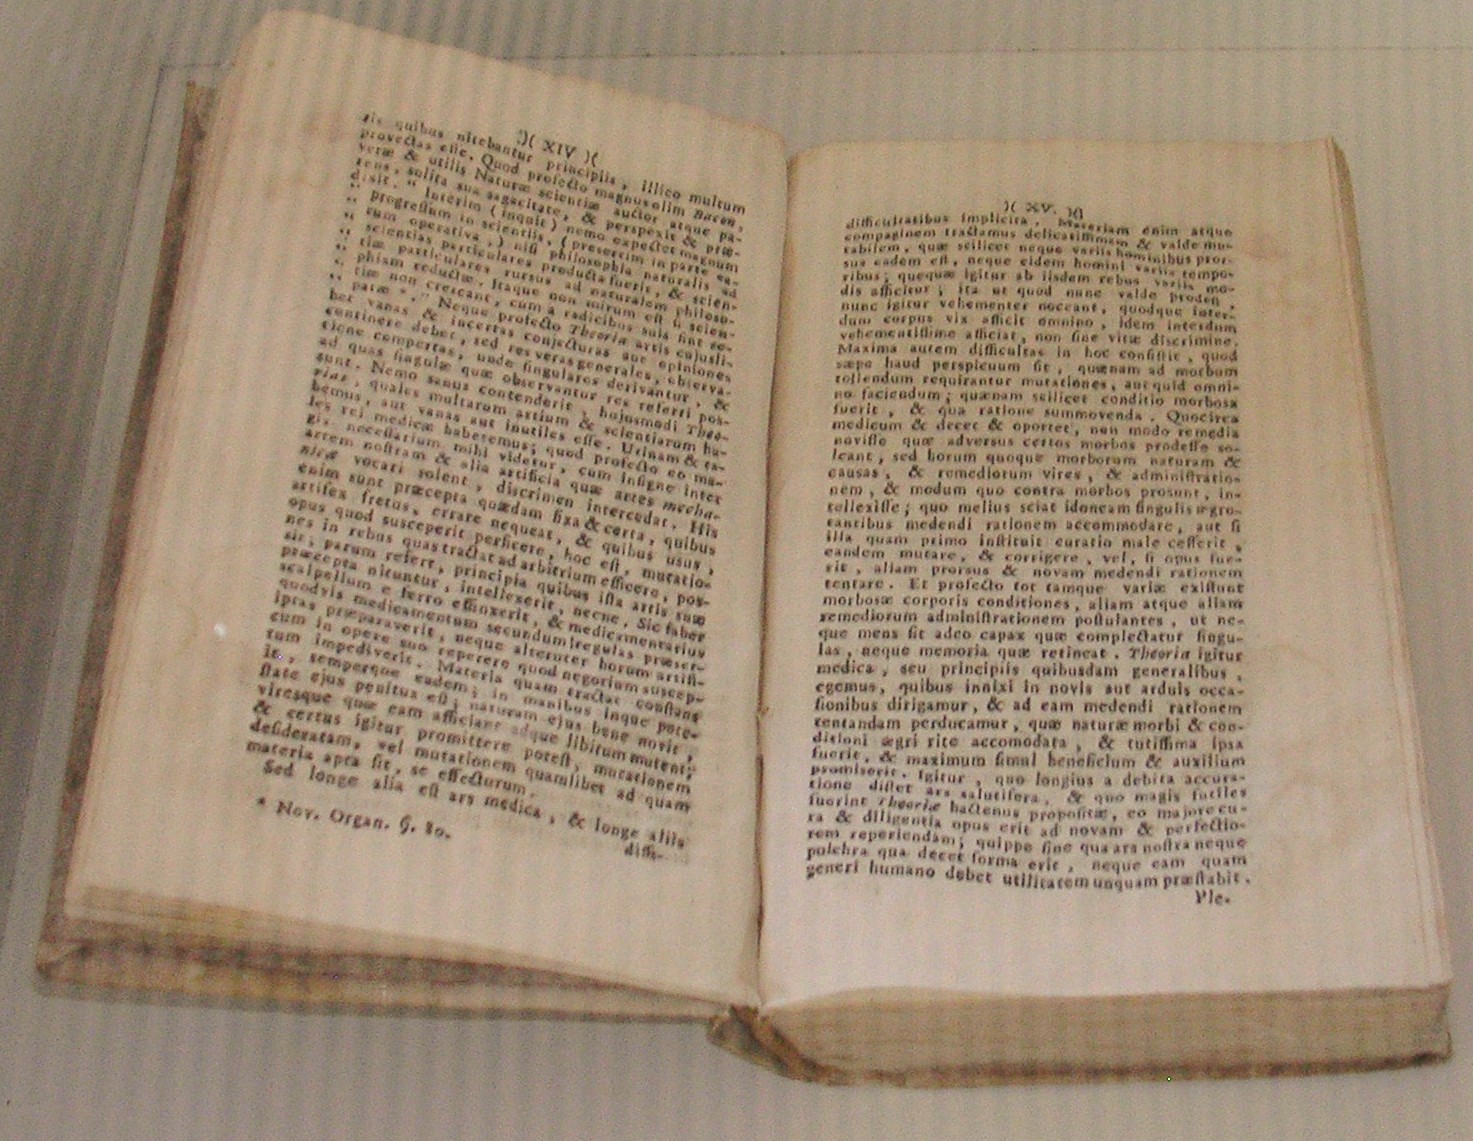 )( XIV )(
tis quibus nitebantur principiis, illico multum
provectas esse. Quod profecto magnus olim Bacon,
veræ & utilis Naturæ scientiæ auctor atque pa-
rens, solita sua sagacitate, & perspexit & præ-
dixit. “ Interim (inquit) nemo expectet magnum
“ progressum in scientiis, (præsertim in parte ea-
“ rum operativa,) nisi philosophia naturalis ad
“ scientias particulares producta fuerit, & scien-
“ tiæ particulares rursus ad naturalem philoso-
“ phiam reductæ. Itaque non mirum est si scien-
“ tiæ non crescant, cum a radicibus suis sint se-
“ paratæ *.” Neque profecto Theoriæ artis cujusli-
bet vanas & incertas conjecturas aut opiniones
continere debet, sed res veras generales, observa-
tione compertas, unde singulares derivantur, &
ad quas singulæ quæ observantur res referri pos-
sunt. Nemo sanus contenderit, hujusmodi Theo-
rias, quales multarum artium & scientiarum ha-
bemus, aut vanas aut inutiles esse. Utinam & ta-
les rei medicæ haberemus; quod profecto eo ma-
gis necessarium mihi videtur, cum insigne inter
artem nostram & alia artificia quæ artes mecha-
nicæ vocari solent, discrimen intercedat. His
enim sunt præcepta quædam fixa & certa, quibus
artifex fretus, errare nequeat, & quibus usus,
opus quod susceperit perficere, hoc est, mutatio-
nes in rebus quas tractat ad arbitrium efficere, pos-
sit; parum refert, principia quibus ista artis suæ
præcepta nituntur, intellexerit, necne. Sic faber
scalpellum e ferro effinxerit, & medicamentarius
quodvis medicamentum secundum regulas præscr-
iptas præparaverit, neque alteruter horum artifi-
cum in opere suo reperere quod negotium suscep-
tum impediverit. Materia quam tractat constans
it, semperque eadem; in manibus inque pote-
state ejus penitus est; naturam ejus bene novit,
viresque quæ eam afficiant adque libitum mutent;
& certus igitur promittere potest, mutationem
desideratam, vel mutationem quamlibet ad quam
materia apta sit, se effecturum.
Sed longe alia est ars medica, & longe aliis
* Nov. Organ. §. 80.
diffi-
)( XV. )(
difficultatibus implicita. Materiam enim atque
compaginem tractamus delicatissimam & valde mu-
tabilem, quæ scilicet neque variis hominibus pror-
sus eadem est, neque eidem homini variis tempo-
ribus; quequæ igitur ab iisdem rebus variis mo-
dis afficitur; ita ut quod nunc valde prodest,
nunc igitur vehementer noceant, quodque inter-
dum corpus vix afficit omnino, idem interdum
vehementissime afficiat, non sine vitæ discrimine.
Maxima autem difficultas in hoc consistit, quod
sæpe haud perspicuum sit, quænam ad morbum
tollendum requirantur mutationes, aut quid omni-
no faciendum; quænam scilicet conditio morbosa
fuerit, & qua ratione summovenda. Quocirca
medicum & decet & oportet, non modo remedia
novisse quæ adversus certos morbos prodesse so-
leant, sed horum quoque morborum naturam &
causas, & remediorum vires, & administratio-
nem, & modum quo contra morbos prosunt, in-
tellexisse; quo melius sciat idoneam singulis ægro-
tantibus medendi rationem accommodare, aut si
illa quam primo instituit curatio male cesserit,
eandem mutare, & corrigere, vel, si opus fue-
rit, aliam prorsus & novam medendi rationem
tentare. Et profecto tot tamque variæ existunt
morbosæ corporis conditiones, aliam atque aliam
remediorum administrationem postulantes, ut ne-
que mens sit adeo capax quæ complectatur singu-
las, neque memoria quæ retineat. Theoria igitur
medica, seu principiis quibusdam generalibus,
egemus, quibus innixi in novis aut arduis occa-
sionibus dirigamur, & ad eam medendi rationem
tentandam perducamur, quæ naturæ morbi & con-
ditioni ægri rite accomodata, & tutissima ipsa
fuerit, & maximum simul beneficium & auxilium
promiserit. Igitur, quo longius a debita accura-
tione distet ars salutifera, & quo magis futiles
fuerint Theoriæ hactenus propositæ, eo majore cu-
ra & diligentia opus erit ad novam & perfectio-
rem reperiendam; quippe sine qua ars nostra neque
pulchra qua decet forma erit, neque eam quam
generi humano debet utilitatem unquam præstabit.
Ple-